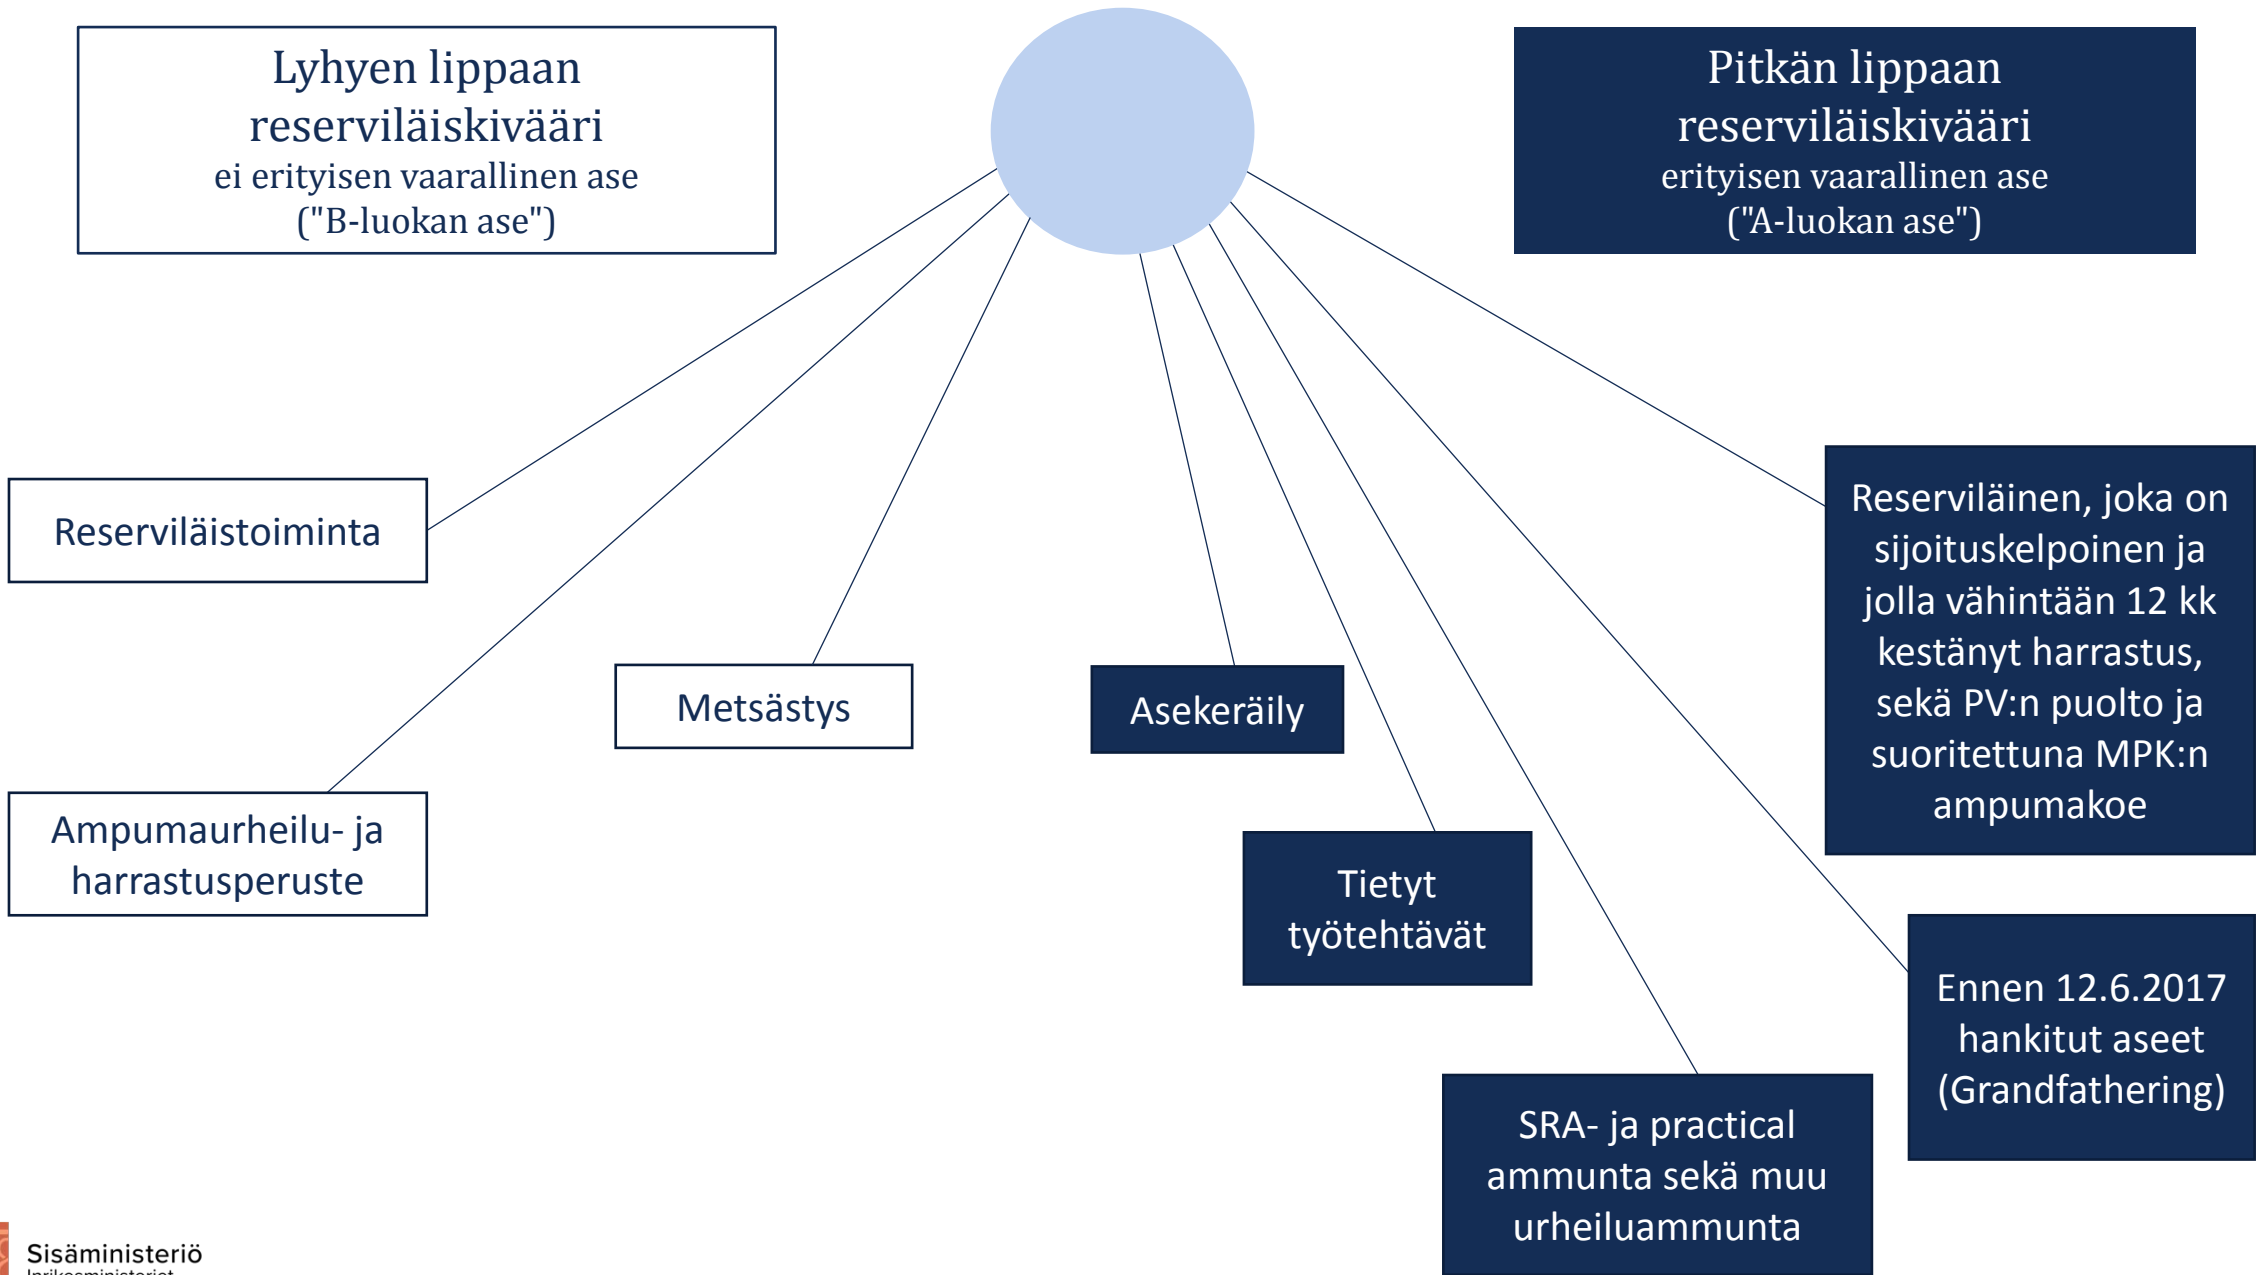 Lyhyen lippaan
reserviläiskivääri
ei erityisen vaarallinen ase
("B-luokan ase")
Pitkän lippaan
reserviläiskivääri
erityisen vaarallinen ase
("A-luokan ase")
Reserviläistoiminta
Ampumaurheilu- ja
harrastusperuste
Metsästys
Asekeräily
Tietyt
työtehtävät
SRA- ja practical
ammunta sekä muu
urheiluammunta
Reserviläinen, joka on
sijoituskelpoinen ja
jolla vähintään 12 kk
kestänyt harrastus,
sekä PV:n puolto ja
suoritettuna MPK:n
ampumakoe
Ennen 12.6.2017
hankitut aseet
(Grandfathering)
Sisäministeriö
Inrikesministeriet